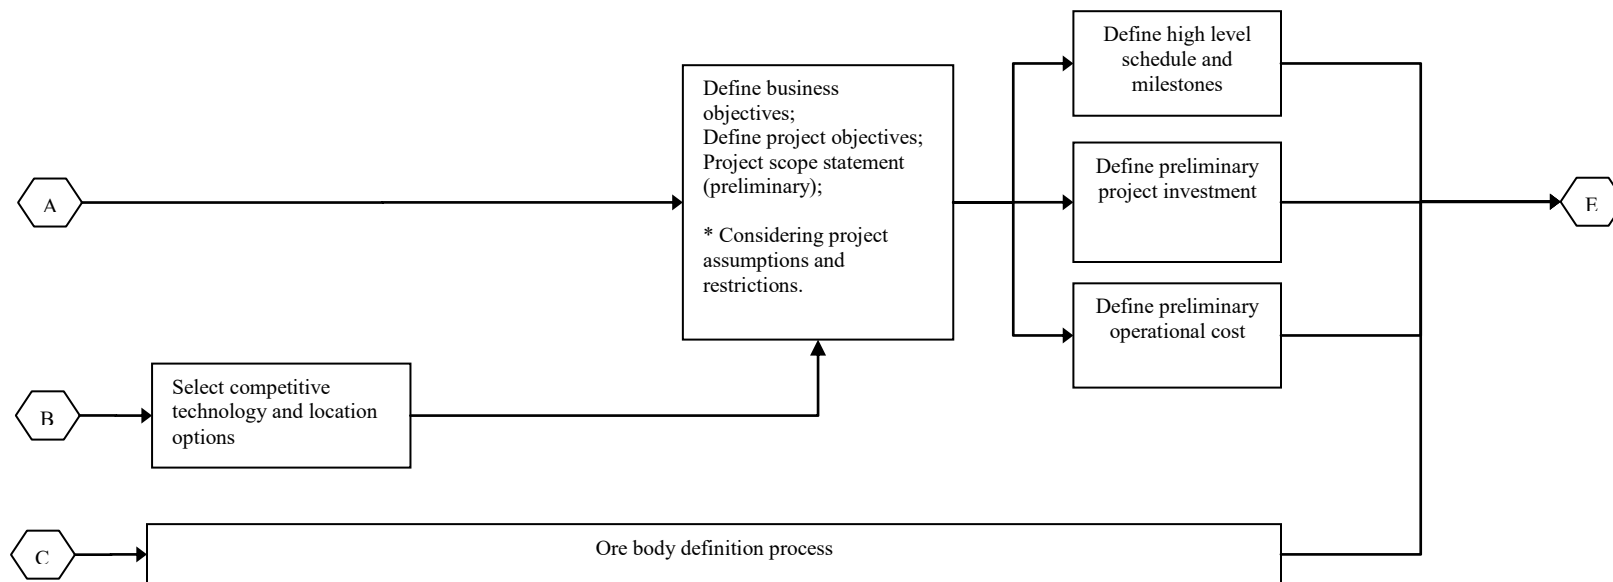 Define high level
schedule and
milestones
Define business
objectives;
Define project objectives;
Project scope statement
(preliminary);
* Considering project
assumptions and
restrictions.
Define preliminary
project investment
A
E
Define preliminary
operational cost
Select competitive
technology and location
options
B
Ore body definition process
C